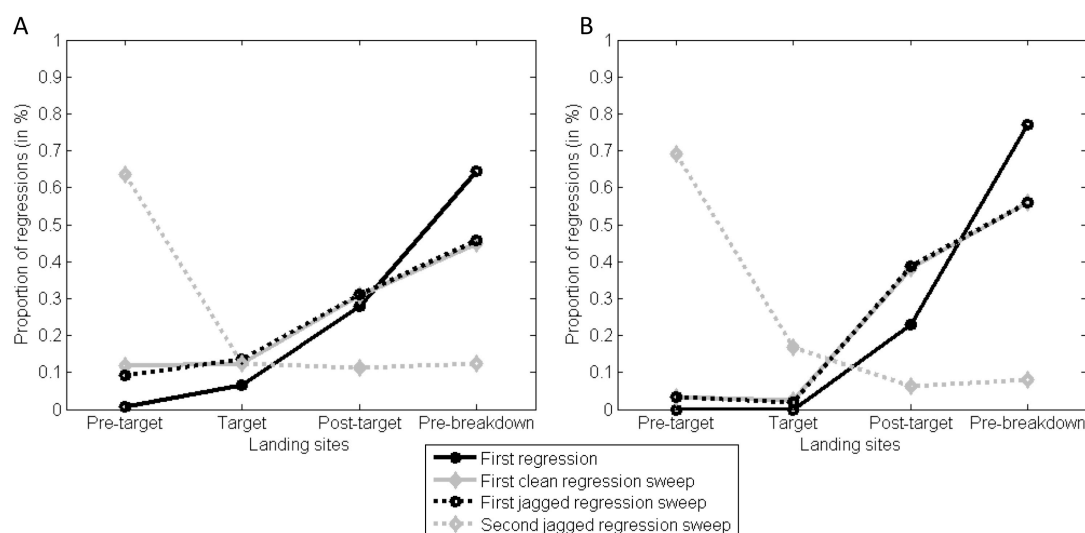 A
B
Proportion of regressions (in %)
1
0.9
0.8
0.7
0.6
0.5
0.4
0.3
0.2
0.1
0
Pre-target Target Post-target Pre-breakdown
Landing sites
Proportion of regressions (in %)
1
0.9
0.8
0.7
0.6
0.5
0.4
0.3
0.2
0.1
0
Pre-target Target Post-target Pre-breakdown
Landing sites
First regression
First clean regression sweep
First jagged regression sweep
Second jagged regression sweep